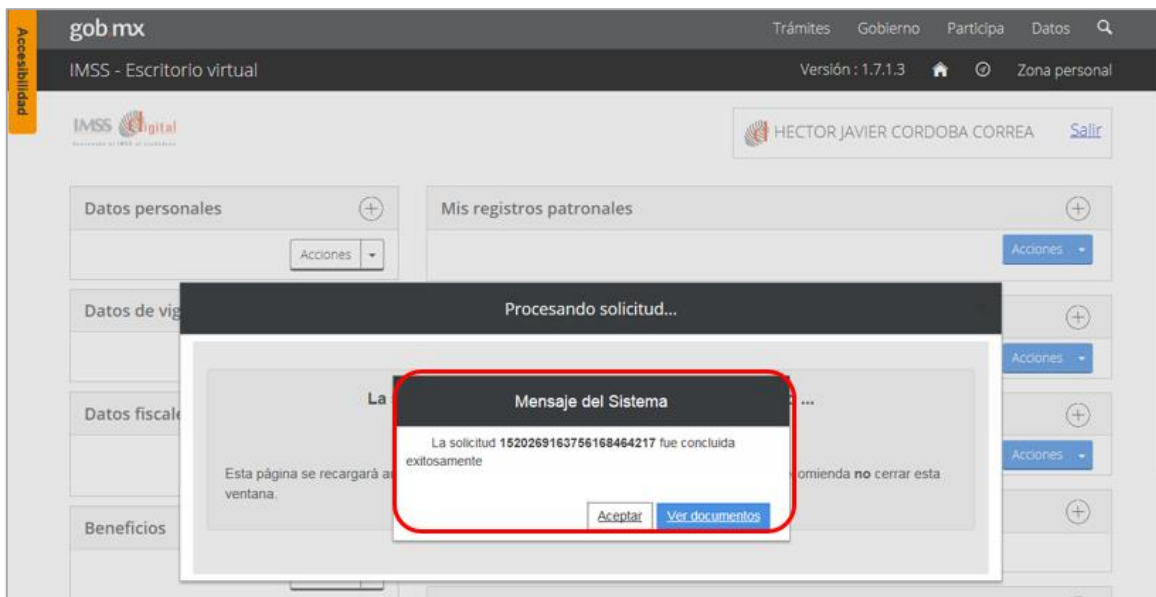 Accesibilidad
gob.mx
Trámites Gobierno Participa Datos
IMSS - Escritorio virtual
Versión : 1.7.1.3 Zona personal
IMSS digital
HECTOR JAVIER CORDOBA CORREA Salir
Datos personales
Mis registros patronales
Acciones
Acciones
Datos de vig
Procesando solicitud...
Acciones
La
...
Mensaje del Sistema
Datos fiscale
La solicitud 1520269163756168464217 fue concluida
exitosamente
Acciones
Esta página se recargarà a
omienda no cerrar esta
ventana.
Aceptar Ver documentos
Beneficios